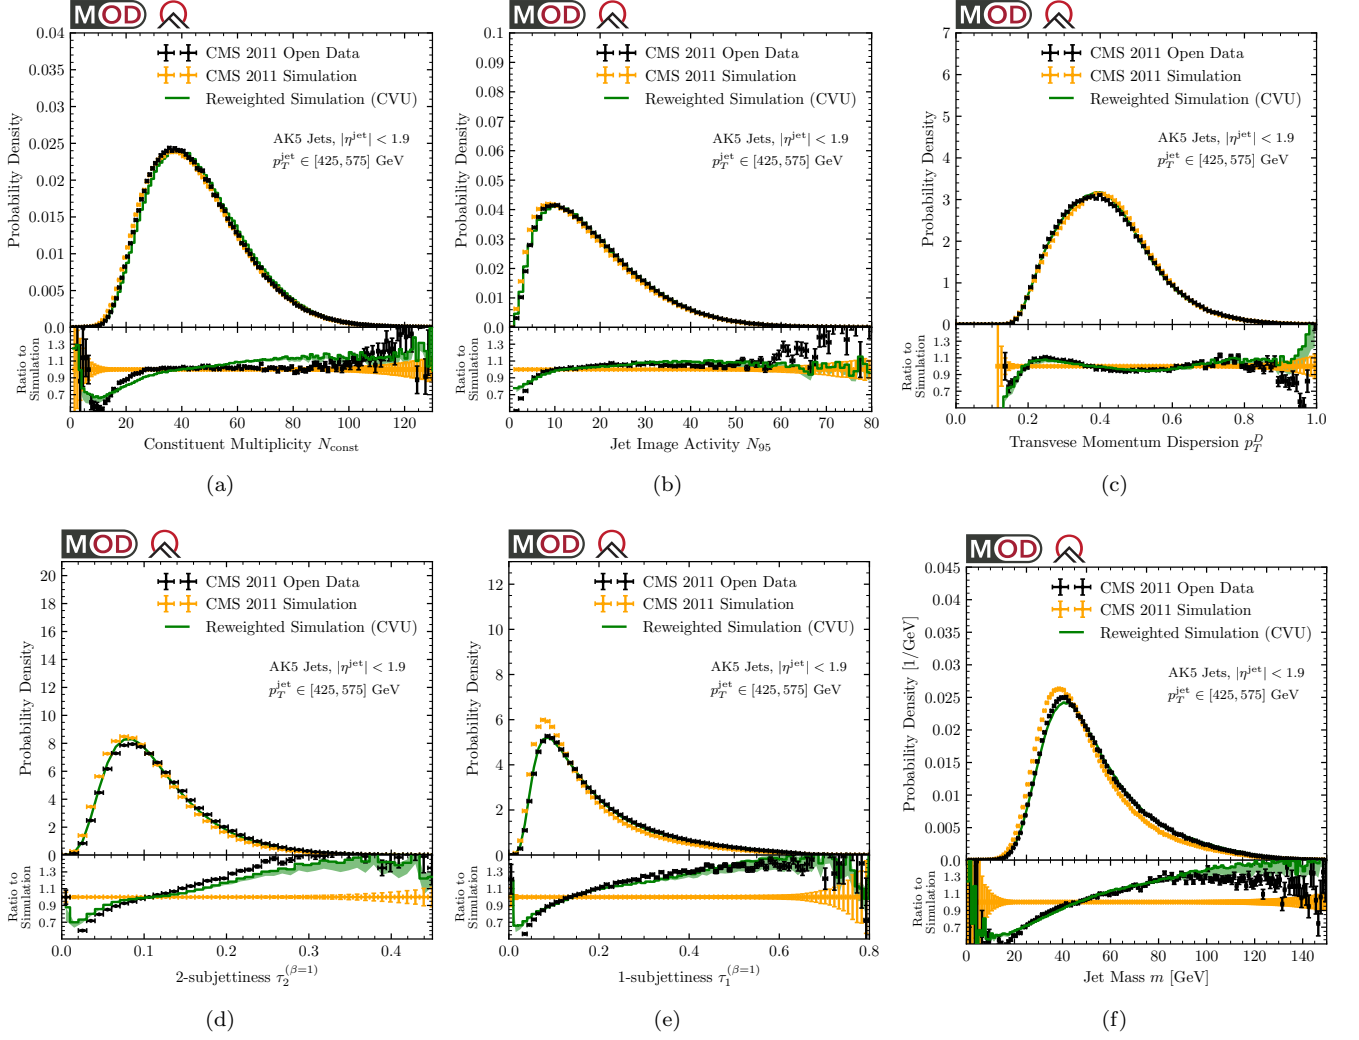 MOD
CMS 2011 Open Data
CMS 2011 Simulation
Reweighted Simulation (CVU)
AK5 Jets, |η^jet| < 1.9
p_T^jet ∈ [425, 575] GeV
Probability Density
0.04
0.035
0.03
0.025
0.02
0.015
0.01
0.005
0.0
Ratio to
Simulation
1.3
1.1
0.9
0.7
0 20 40 60 80 100 120
Constituent Multiplicity N_const
(a)
MOD
CMS 2011 Open Data
CMS 2011 Simulation
Reweighted Simulation (CVU)
AK5 Jets, |η^jet| < 1.9
p_T^jet ∈ [425, 575] GeV
Probability Density
0.1
0.09
0.08
0.07
0.06
0.05
0.04
0.03
0.02
0.01
0.0
Ratio to
Simulation
1.3
1.1
0.9
0.7
0 10 20 30 40 50 60 70 80
Jet Image Activity N_95
(b)
MOD
CMS 2011 Open Data
CMS 2011 Simulation
Reweighted Simulation (CVU)
AK5 Jets, |η^jet| < 1.9
p_T^jet ∈ [425, 575] GeV
Probability Density
7
6
5
4
3
2
1
0
Ratio to
Simulation
1.3
1.1
0.9
0.7
0.0 0.2 0.4 0.6 0.8 1.0
Transvese Momentum Dispersion p_T^D
(c)
MOD
CMS 2011 Open Data
CMS 2011 Simulation
Reweighted Simulation (CVU)
AK5 Jets, |η^jet| < 1.9
p_T^jet ∈ [425, 575] GeV
Probability Density
20
18
16
14
12
10
8
6
4
2
0
Ratio to
Simulation
1.3
1.1
0.9
0.7
0.0 0.1 0.2 0.3 0.4
2-subjettiness τ_2^(β=1)
(d)
MOD
CMS 2011 Open Data
CMS 2011 Simulation
Reweighted Simulation (CVU)
AK5 Jets, |η^jet| < 1.9
p_T^jet ∈ [425, 575] GeV
Probability Density
12
10
8
6
4
2
0
Ratio to
Simulation
1.3
1.1
0.9
0.7
0.0 0.2 0.4 0.6 0.8
1-subjettiness τ_1^(β=1)
(e)
MOD
CMS 2011 Open Data
CMS 2011 Simulation
Reweighted Simulation (CVU)
AK5 Jets, |η^jet| < 1.9
p_T^jet ∈ [425, 575] GeV
Probability Density [1/GeV]
0.045
0.04
0.035
0.03
0.025
0.02
0.015
0.01
0.005
0.0
Ratio to
Simulation
1.3
1.1
0.9
0.7
0 20 40 60 80 100 120 140
Jet Mass m [GeV]
(f)